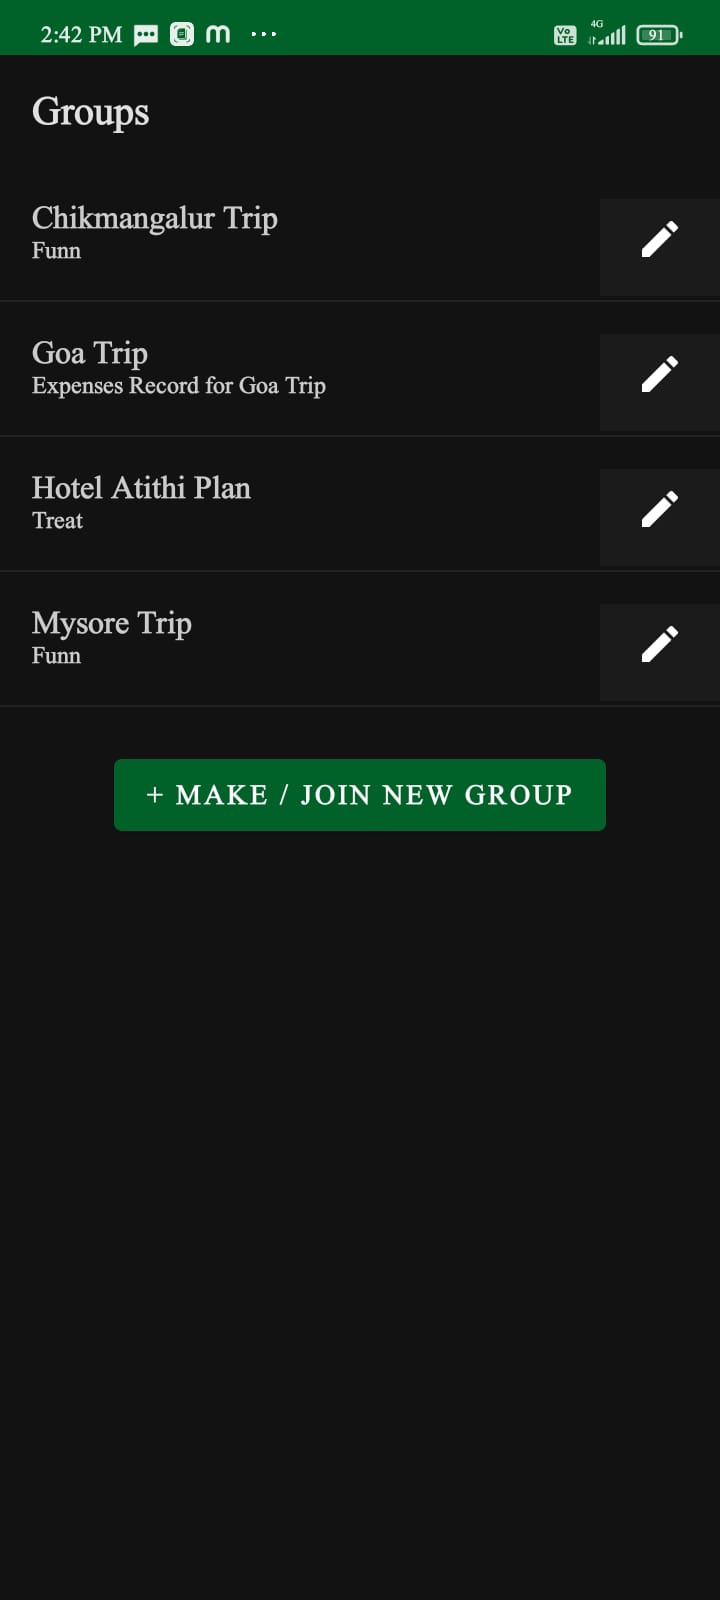 2:42 PM
Vo LTE
4G
91
Groups
Chikmangalur Trip
Funn
Goa Trip
Expenses Record for Goa Trip
Hotel Atithi Plan
Treat
Mysore Trip
Funn
+ MAKE / JOIN NEW GROUP